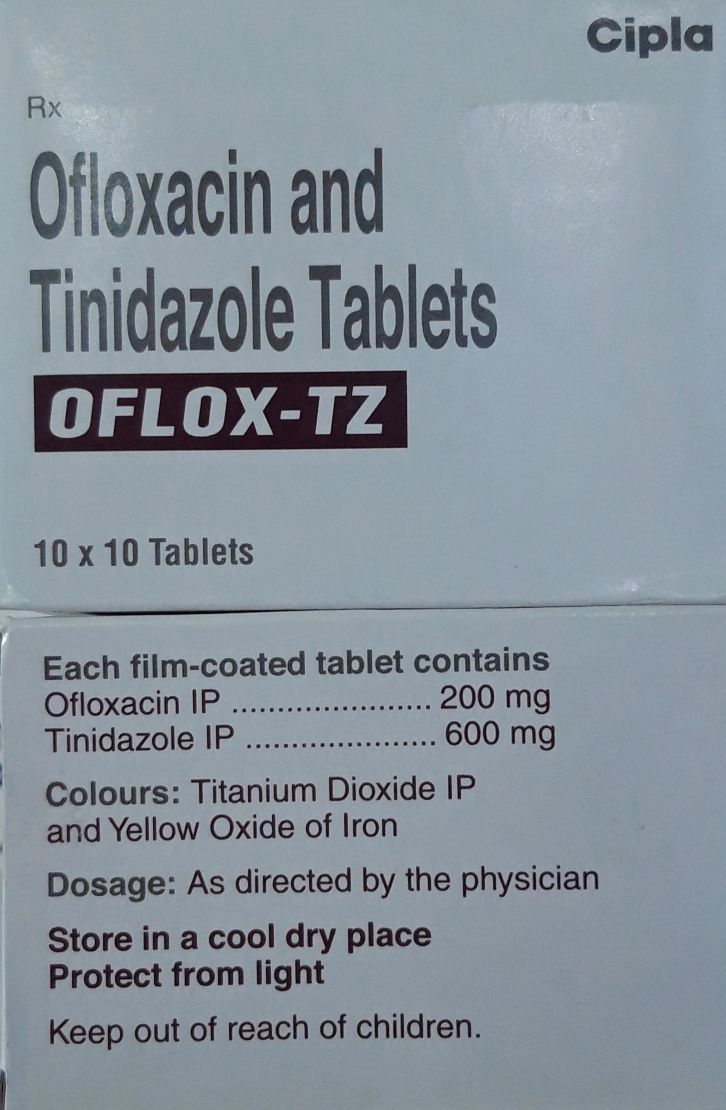 Cipla
Rx
Ofloxacin and
Tinidazole Tablets
OFLOX-TZ
10 x 10 Tablets
Each film-coated tablet contains
Ofloxacin IP ...................... 200 mg
Tinidazole IP ..................... 600 mg
Colours: Titanium Dioxide IP
and Yellow Oxide of Iron
Dosage: As directed by the physician
Store in a cool dry place
Protect from light
Keep out of reach of children.